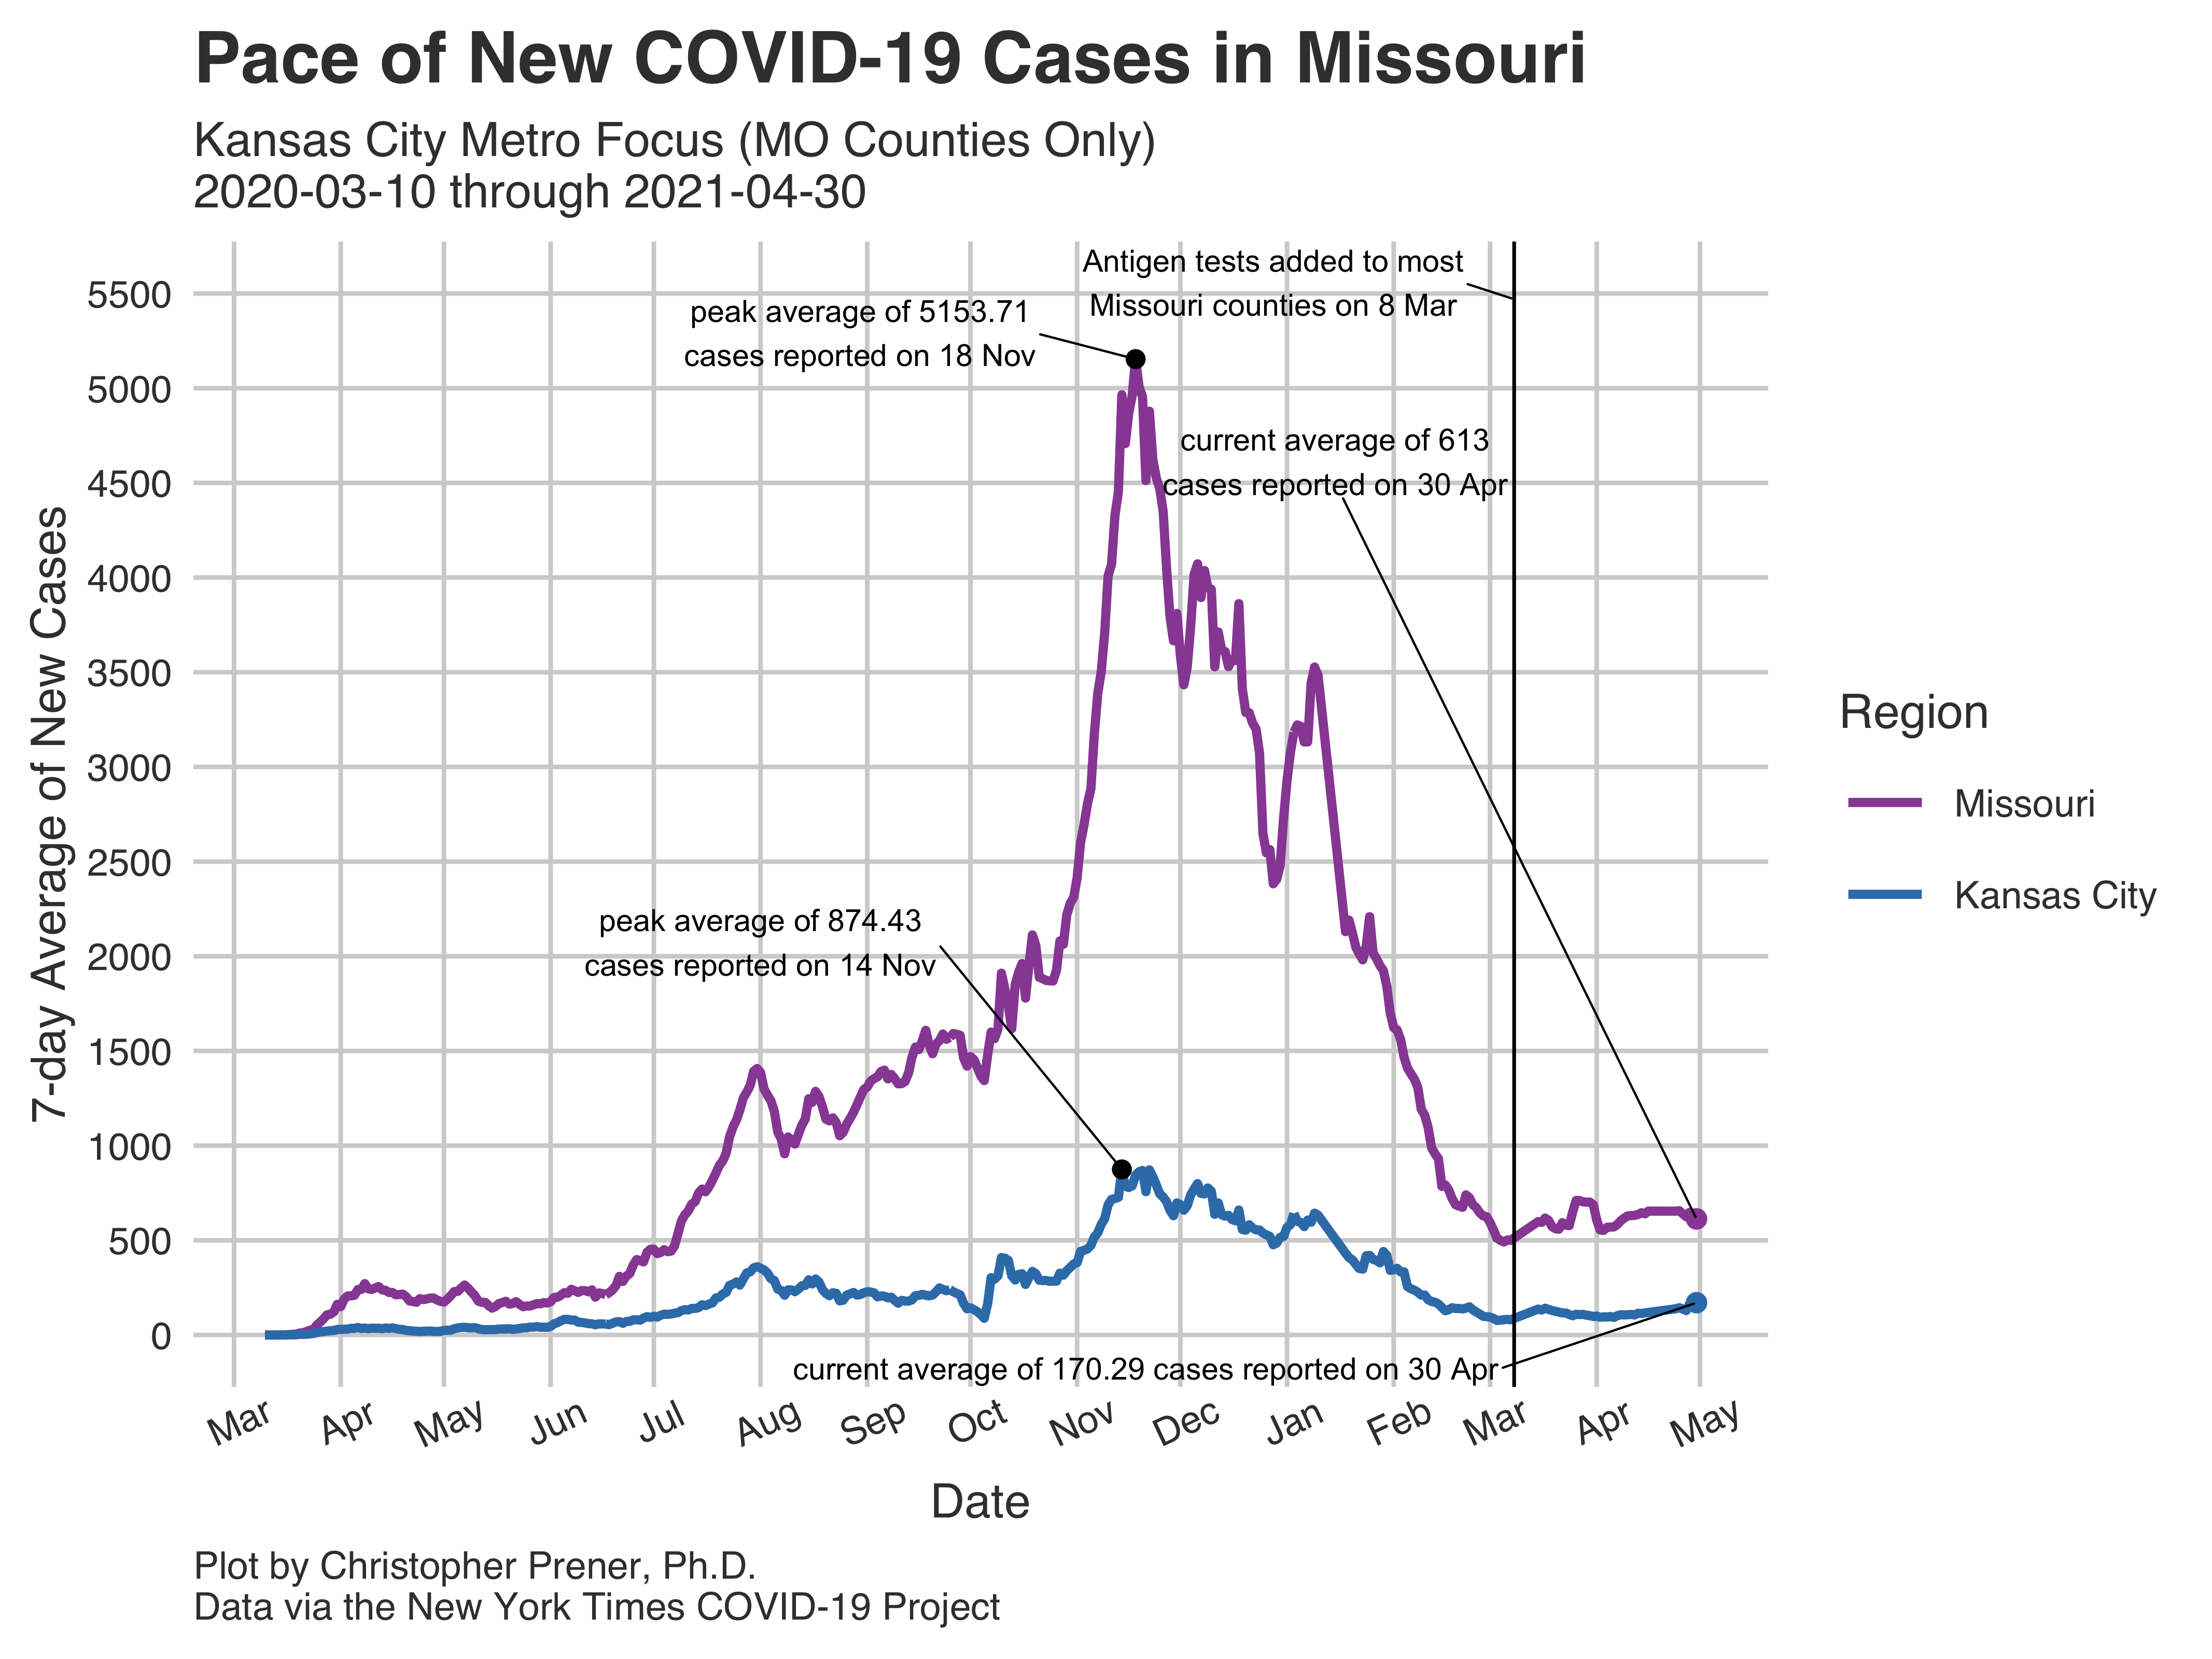 Pace of New COVID-19 Cases in Missouri
Kansas City Metro Focus (MO Counties Only)
2020-03-10 through 2021-04-30
7-day Average of New Cases
5500
5000
4500
4000
3500
3000
2500
2000
1500
1000
500
0
Antigen tests added to most
Missouri counties on 8 Mar
peak average of 5153.71
cases reported on 18 Nov
current average of 613
cases reported on 30 Apr
peak average of 874.43
cases reported on 14 Nov
current average of 170.29 cases reported on 30 Apr
Mar
Apr
May
Jun
Jul
Aug
Sep
Oct
Nov
Dec
Jan
Feb
Mar
Apr
May
Date
Region
Missouri
Kansas City
Plot by Christopher Prener, Ph.D.
Data via the New York Times COVID-19 Project